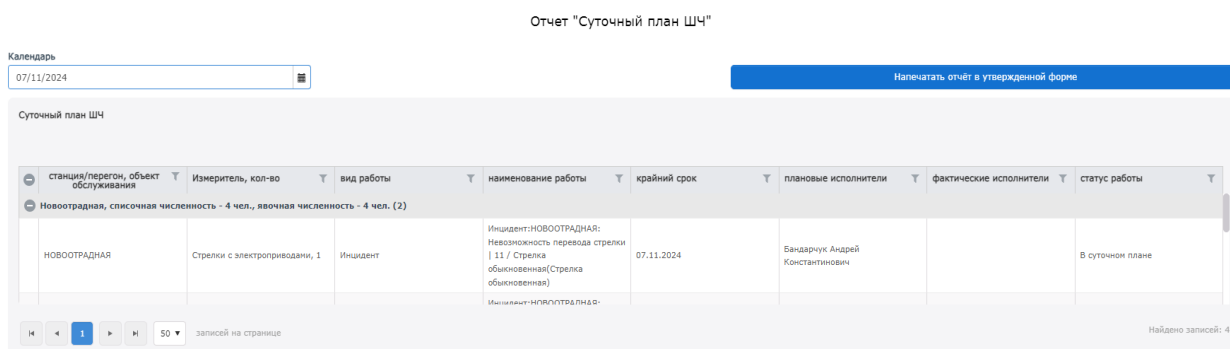 Отчет "Суточный план ШЧ"
Календарь
07/11/2024
Напечатать отчёт в утвержденной форме
Суточный план ШЧ
станция/перегон, объект
обслуживания
Измеритель, кол-во
вид работы
наименование работы
крайний срок
плановые исполнители
фактические исполнители
статус работы
Новоотрадная, списочная численность - 4 чел., явочная численность - 4 чел. (2)
НОВООТРАДНАЯ
Стрелки с электроприводами, 1
Инцидент
Инцидент:НОВООТРАДНАЯ:
Невозможность перевода стрелки
| 11 / Стрелка
обыкновенная(Стрелка
обыкновенная)
07.11.2024
Бандарчук Андрей
Константинович
В суточном плане
Инцидент:НОВООТРАДНАЯ:
1
50
записей на странице
Найдено записей: 4